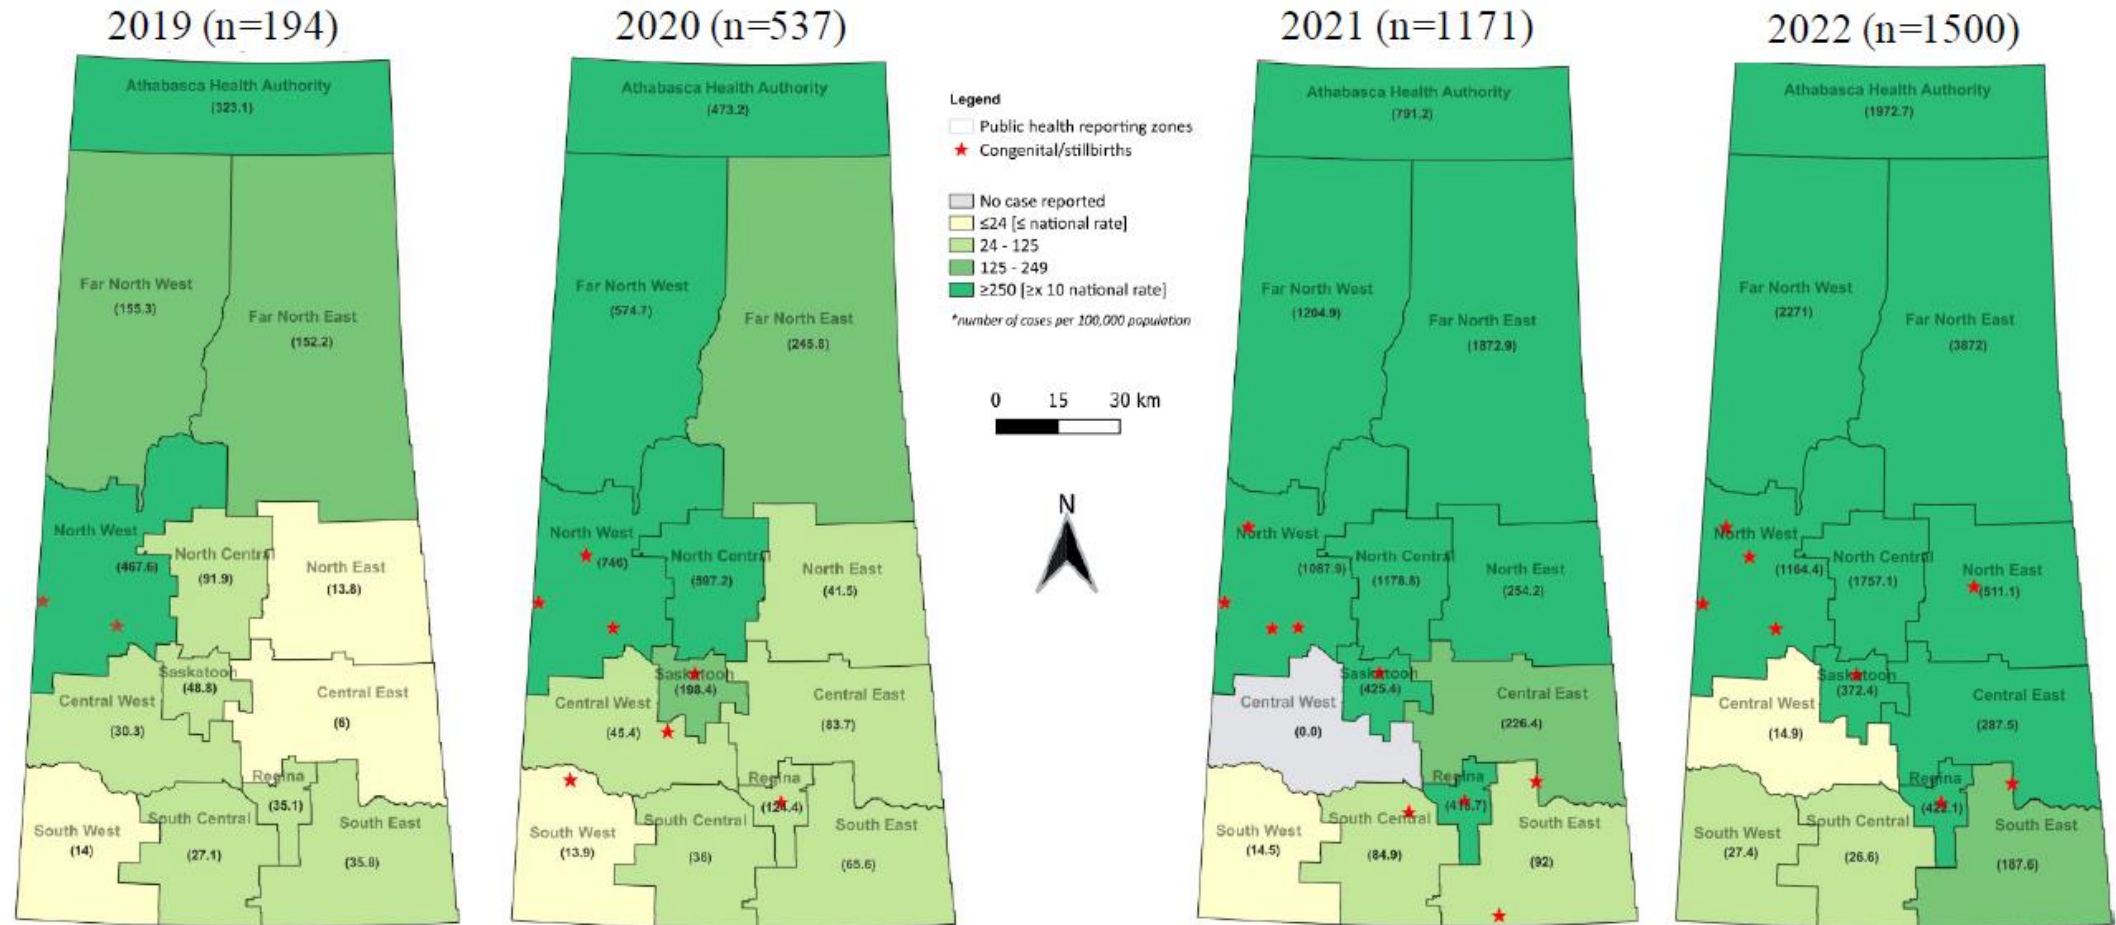 2019 (n=194)
Athabasca Health Authority
(323.1)
Far North West
(155.3)
Far North East
(152.2)
North West
(467.6)
North Central
(91.9)
North East
(13.8)
Saskatoon
(48.8)
Central West
(30.3)
Central East
(6)
Regina
(35.1)
South West
(14)
South Central
(27.1)
South East
(35.8)
2020 (n=537)
Athabasca Health Authority
(473.2)
Far North West
(574.7)
Far North East
(245.8)
North West
(746)
North Central
(597.2)
North East
(41.5)
Saskatoon
(198.4)
Central West
(45.4)
Central East
(83.7)
Regina
South West
(13.9)
South Central
(36)
South East
(65.6)
Legend
Public health reporting zones
Congenital/stillbirths
No case reported
≤24 [≤ national rate]
24 - 125
125 - 249
≥250 [≥x 10 national rate]
*number of cases per 100,000 population
0 15 30 km
N
2021 (n=1171)
Athabasca Health Authority
(791.2)
Far North West
(1204.9)
Far North East
(1872.9)
North West
(1087.9)
North Central
(1178.8)
North East
(254.2)
Saskatoon
(425.4)
Central West
(0.0)
Central East
(226.4)
Regina
South West
(14.5)
South Central
(84.9)
South East
(92)
2022 (n=1500)
Athabasca Health Authority
(1972.7)
Far North West
(2271)
Far North East
(3872)
North West
(1164.4)
North Central
(1757.1)
North East
(511.1)
Saskatoon
(372.4)
Central West
(14.9)
Central East
(287.5)
Regina
South West
(27.4)
South Central
(26.6)
South East
(187.6)